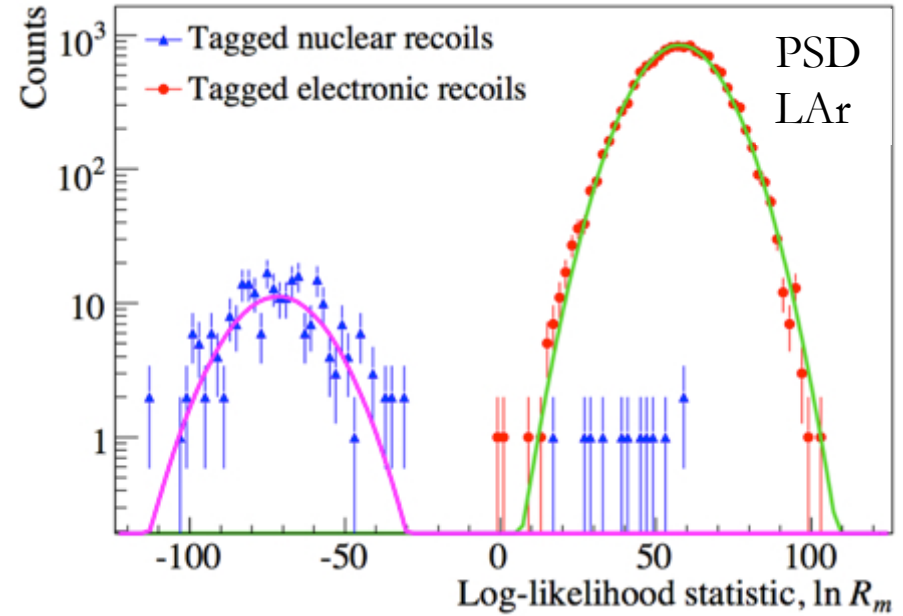 Counts
10³
10²
10
1
Tagged nuclear recoils
Tagged electronic recoils
PSD
LAr
-100 -50 0 50 100
Log-likelihood statistic, ln Rₘ